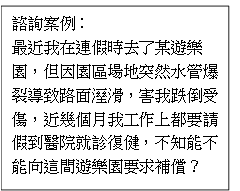 諮詢案例：
最近我在連假時去了某遊樂
園，但因園區場地突然水管爆
裂導致路面溼滑，害我跌倒受
傷，近幾個月我工作上都要請
假到醫院就診復健，不知能不
能向這間遊樂園要求補償？